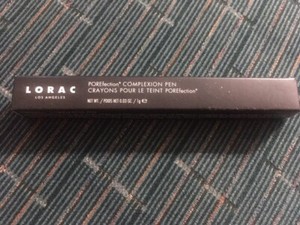 LORAC
LOS ANGELES
POREfection® COMPLEXION PEN
CRAYONS POUR LE TEINT POREfection®
NET WT. / POIDS NET 0.03 OZ. / 1g ℮